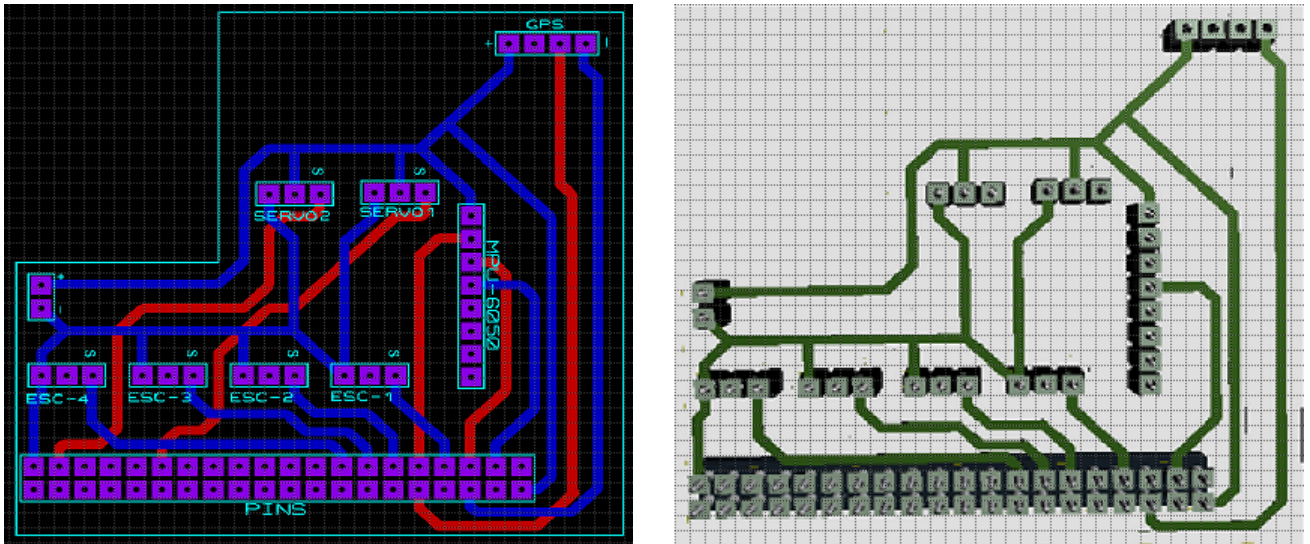 GPS
+ |
S S
SERVO2 SERVO1
MPU-6050
+
-
S S S S
ESC-4 ESC-3 ESC-2 ESC-1
PINS